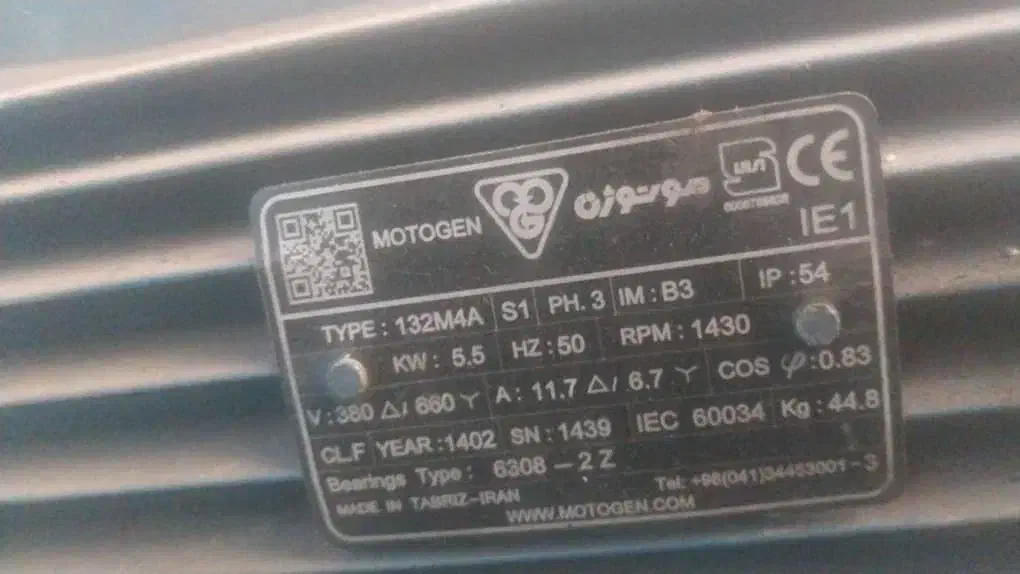 MOTOGEN موتوژن CE
IE1
TYPE : 132M4A S1 PH. 3 IM : B3 IP : 54
KW : 5.5 HZ : 50 RPM : 1430
V : 380 △ / 660 Y A : 11.7 △ / 6.7 Y COS φ : 0.83
CL.F YEAR : 1402 SN : 1439 IEC 60034 Kg : 44.8
Bearings Type : 6308 – 2Z
MADE IN TABRIZ-IRAN Tel: +98(041)34453001 – 3
WWW.MOTOGEN.COM